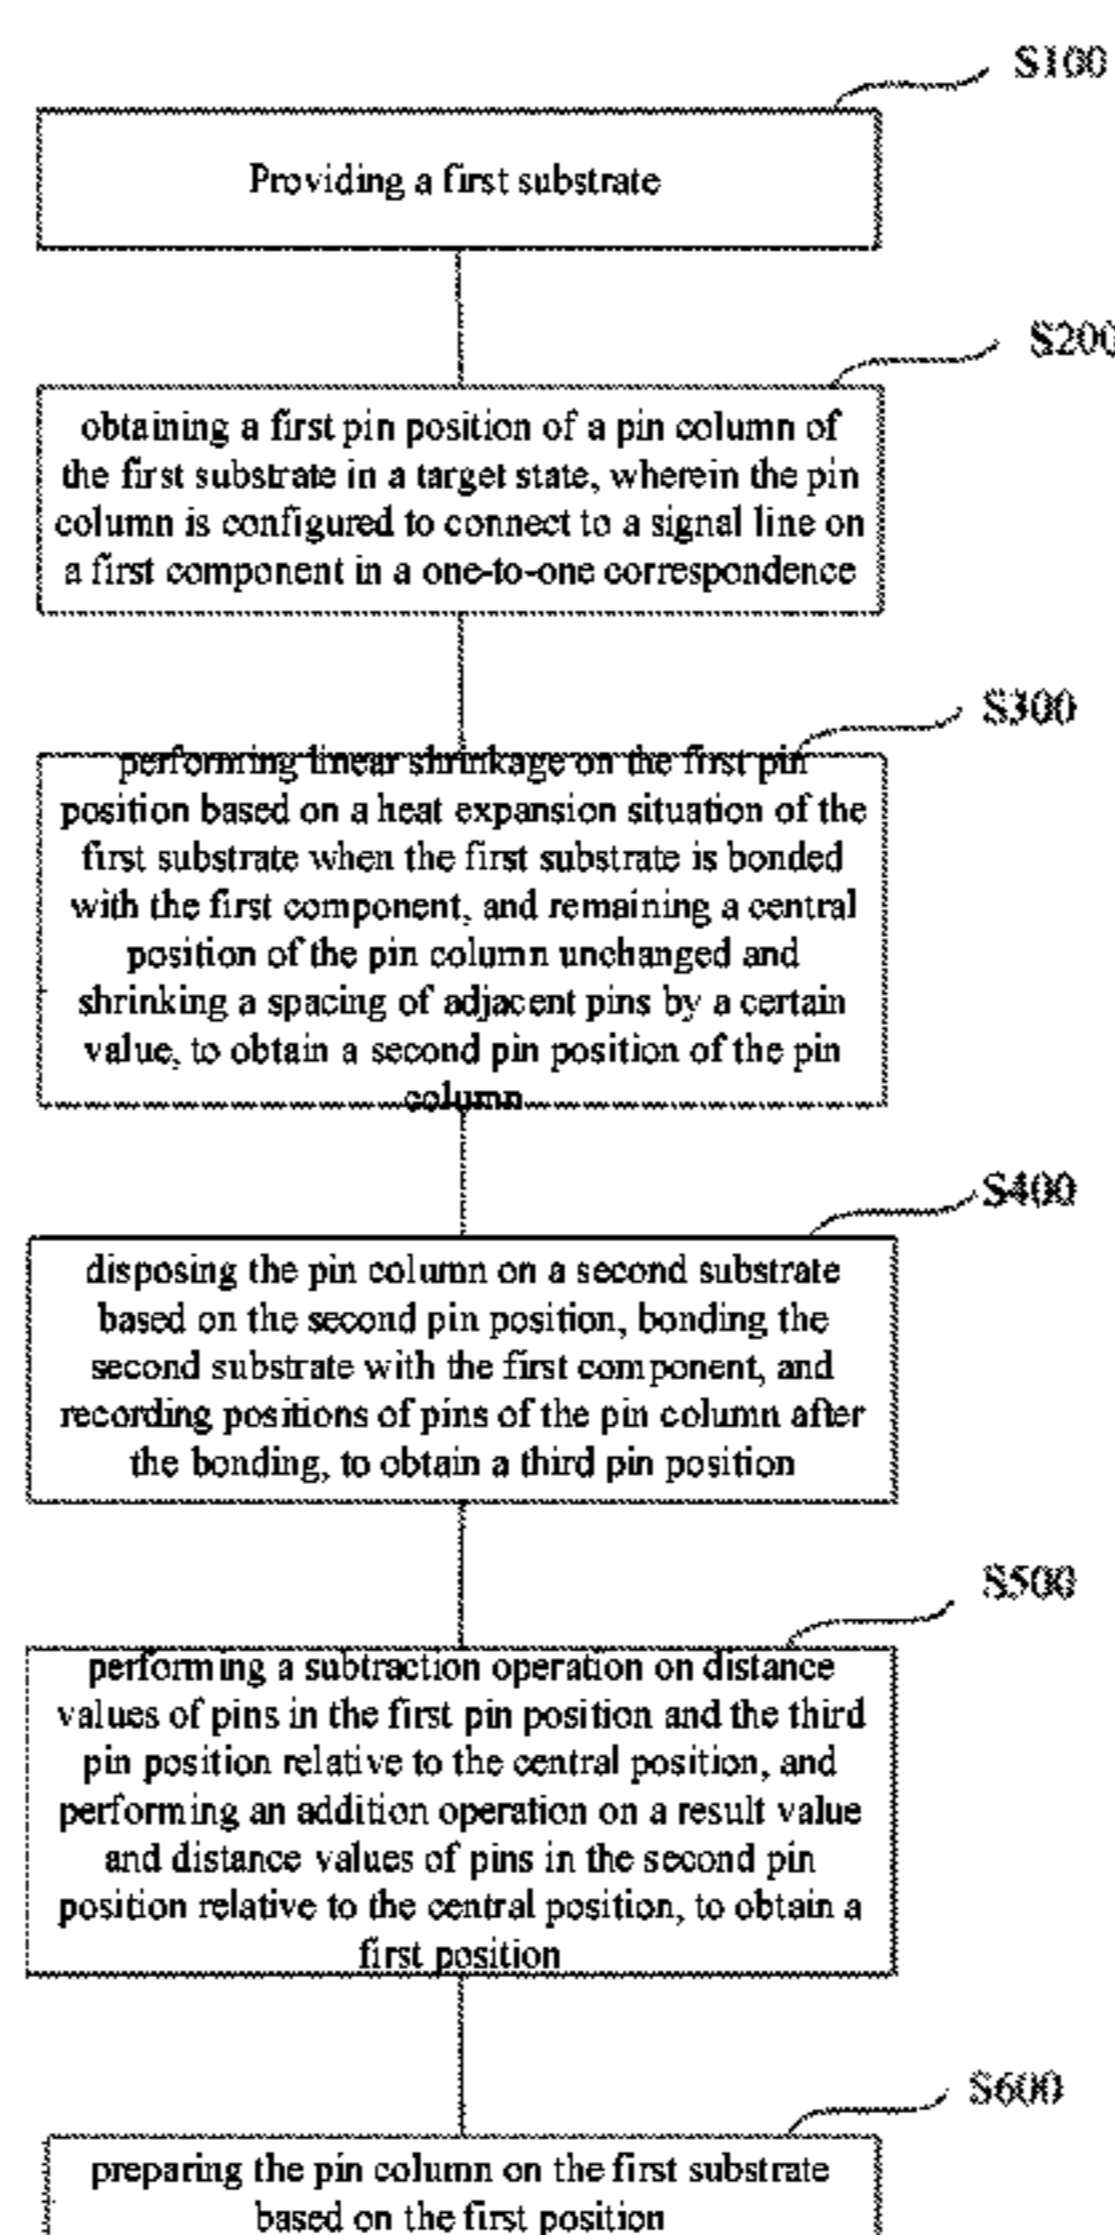 S100
Providing a first substrate
S200
obtaining a first pin position of a pin column of
the first substrate in a target state, wherein the pin
column is configured to connect to a signal line on
a first component in a one-to-one correspondence
S300
performing linear shrinkage on the first pin
position based on a heat expansion situation of the
first substrate when the first substrate is bonded
with the first component, and remaining a central
position of the pin column unchanged and
shrinking a spacing of adjacent pins by a certain
value, to obtain a second pin position of the pin
column
S400
disposing the pin column on a second substrate
based on the second pin position, bonding the
second substrate with the first component, and
recording positions of pins of the pin column after
the bonding, to obtain a third pin position
S500
performing a subtraction operation on distance
values of pins in the first pin position and the third
pin position relative to the central position, and
performing an addition operation on a result value
and distance values of pins in the second pin
position relative to the central position, to obtain a
first position
S600
preparing the pin column on the first substrate
based on the first position